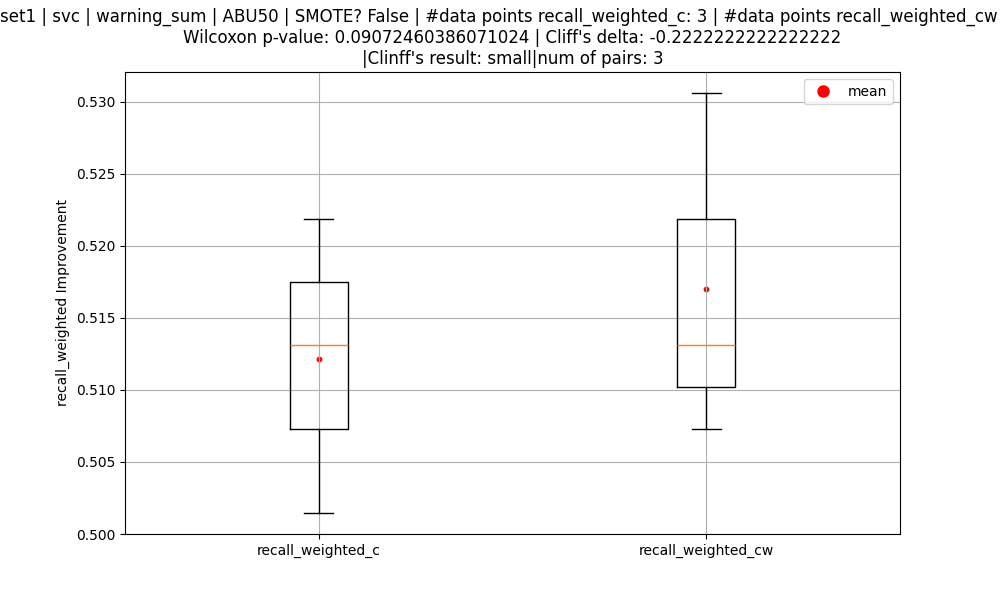 set1 | svc | warning_sum | ABU50 | SMOTE? False | #data points recall_weighted_c: 3 | #data points recall_weighted_cw
Wilcoxon p-value: 0.09072460386071024 | Cliff's delta: -0.2222222222222222
|Clinff's result: small|num of pairs: 3
mean
0.530
0.525
0.520
0.515
0.510
0.505
0.500
recall_weighted Improvement
recall_weighted_c
recall_weighted_cw